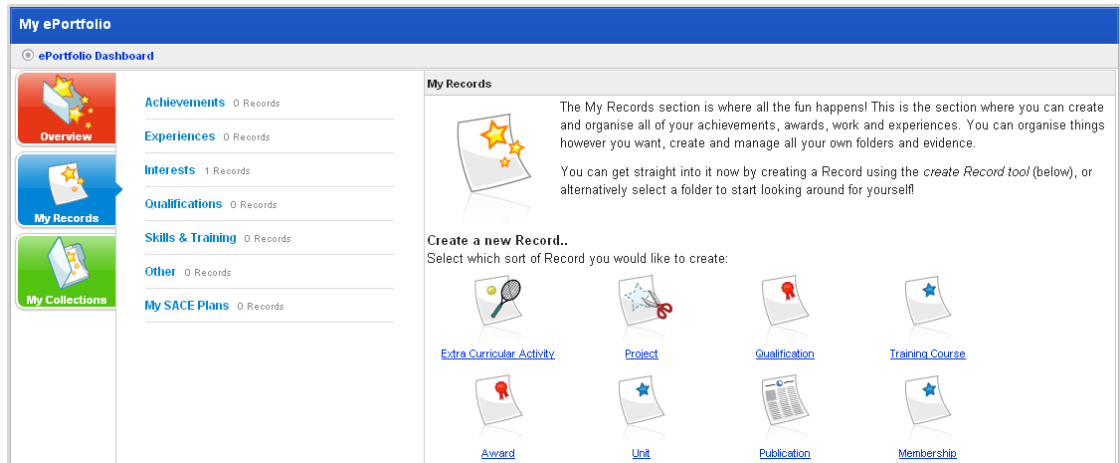 My ePortfolio
ePortfolio Dashboard
Overview
My Records
My Collections
Achievements 0 Records
Experiences 0 Records
Interests 1 Records
Qualifications 0 Records
Skills & Training 0 Records
Other 0 Records
My SACE Plans 0 Records
My Records
The My Records section is where all the fun happens! This is the section where you can create
and organise all of your achievements, awards, work and experiences. You can organise things
however you want, create and manage all your own folders and evidence.
You can get straight into it now by creating a Record using the create Record tool (below), or
alternatively select a folder to start looking around for yourself!
Create a new Record..
Select which sort of Record you would like to create:
Extra Curricular Activity Project Qualification Training Course
Award Unit Publication Membership